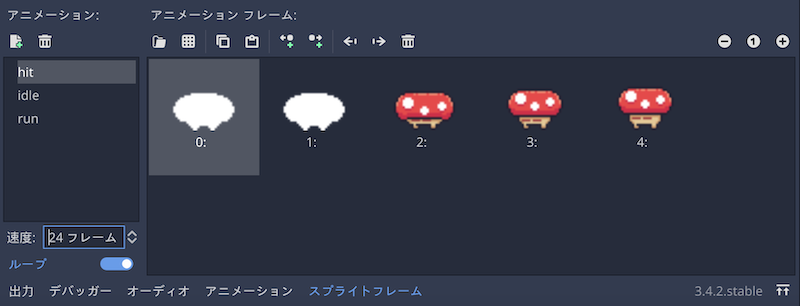 アニメーション:
アニメーション フレーム:
hit
idle
run
0:
1:
2:
3:
4:
速度:
24 フレーム
ループ
出力 デバッガー オーディオ アニメーション スプライトフレーム 3.4.2.stable